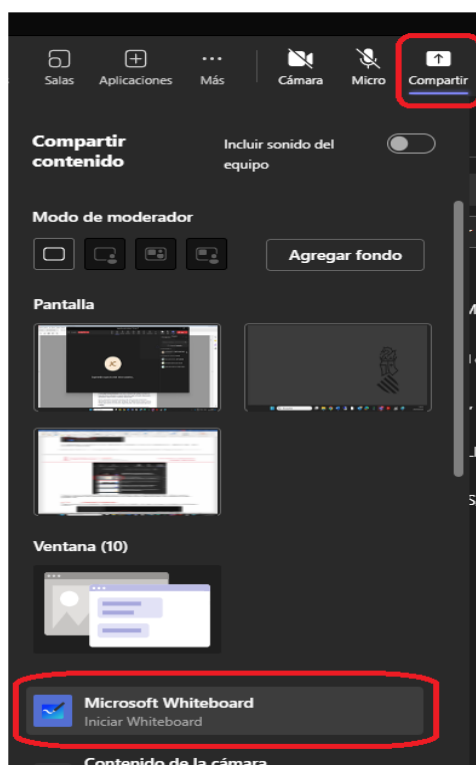 Salas Aplicaciones Más Cámara Micro Compartir
Compartir
contenido
Incluir sonido del
equipo
Modo de moderador
Agregar fondo
Pantalla
Ventana (10)
Microsoft Whiteboard
Iniciar Whiteboard
Contenido de la cámara